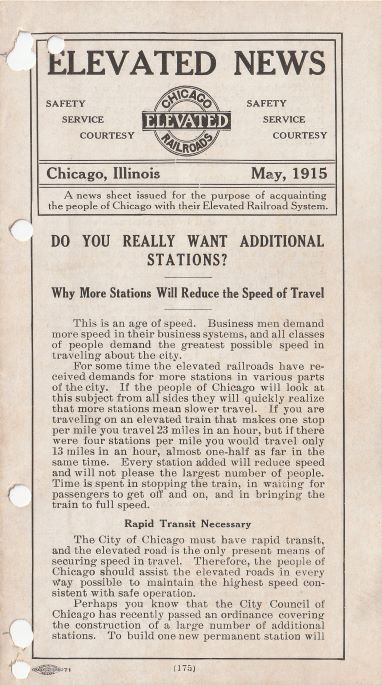 ELEVATED NEWS
SAFETY
SERVICE
COURTESY
CHICAGO
ELEVATED
RAILROADS
SAFETY
SERVICE
COURTESY
Chicago, Illinois May, 1915
A news sheet issued for the purpose of acquainting
the people of Chicago with their Elevated Railroad System.
DO YOU REALLY WANT ADDITIONAL
STATIONS?
Why More Stations Will Reduce the Speed of Travel
This is an age of speed. Business men demand
more speed in their business systems, and all classes
of people demand the greatest possible speed in
traveling about the city.
For some time the elevated railroads have re-
ceived demands for more stations in various parts
of the city. If the people of Chicago will look at
this subject from all sides they will quickly realize
that more stations mean slower travel. If you are
traveling on an elevated train that makes one stop
per mile you travel 23 miles in an hour, but if there
were four stations per mile you would travel only
13 miles in an hour, almost one-half as far in the
same time. Every station added will reduce speed
and will not please the largest number of people.
Time is spent in stopping the train, in waiting for
passengers to get off and on, and in bringing the
train to full speed.
Rapid Transit Necessary
The City of Chicago must have rapid transit,
and the elevated road is the only present means of
securing speed in travel. Therefore, the people of
Chicago should assist the elevated roads in every
way possible to maintain the highest speed con-
sistent with safe operation.
Perhaps you know that the City Council of
Chicago has recently passed an ordinance covering
the construction of a large number of additional
stations. To build one new permanent station will
71
(175)